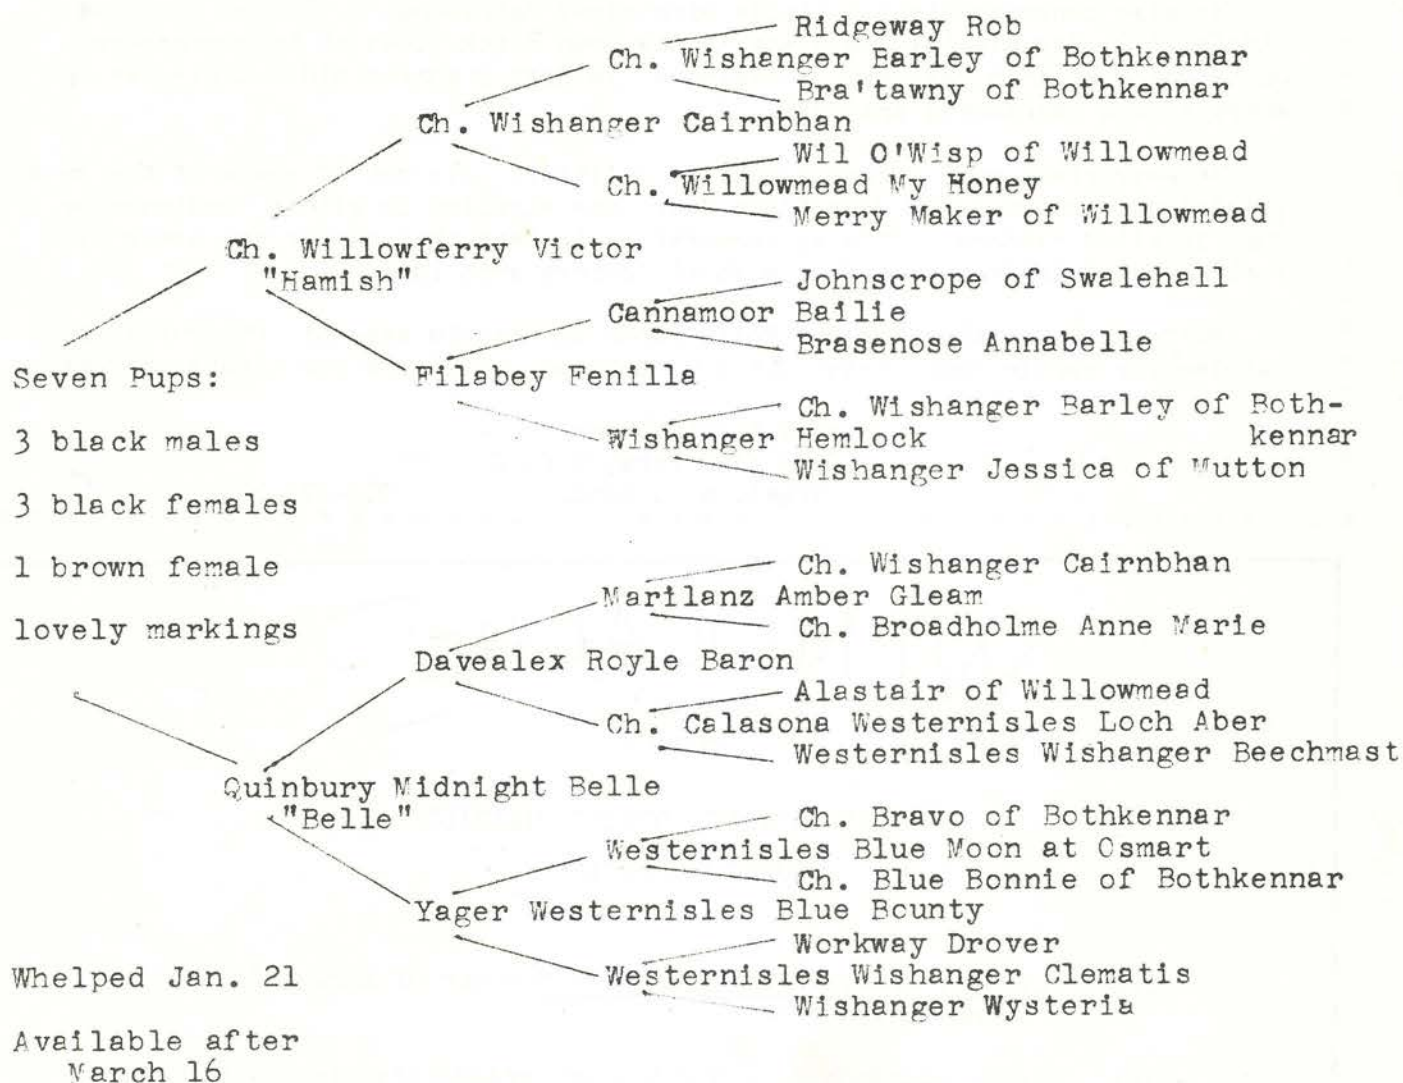 Ridgeway Rob
Ch. Wishanger Barley of Bothkennar
Bra'tawny of Bothkennar
Ch. Wishanger Cairnbhan
Wil O'Wisp of Willowmead
Ch. Willowmead My Honey
Merry Maker of Willowmead
Ch. Willowferry Victor
"Hamish"
Johnscrope of Swalehall
Cannamoor Bailie
Brasenose Annabelle
Seven Pups:
Filabey Fenilla
Ch. Wishanger Barley of Both-
3 black males
Wishanger Hemlock
kennar
Wishanger Jessica of Mutton
3 black females
1 brown female
Ch. Wishanger Cairnbhan
Marilanz Amber Gleam
lovely markings
Ch. Broadholme Anne Marie
Davealex Royle Baron
Alastair of Willowmead
Ch. Calasona Westernisles Loch Aber
Westernisles Wishanger Beechmast
Quinbury Midnight Belle
"Belle"
Ch. Bravo of Bothkennar
Westernisles Blue Moon at Osmart
Ch. Blue Bonnie of Bothkennar
Yager Westernisles Blue Bounty
Workway Drover
Whelped Jan. 21
Westernisles Wishanger Clematis
Wishanger Wysteria
Available after
March 16